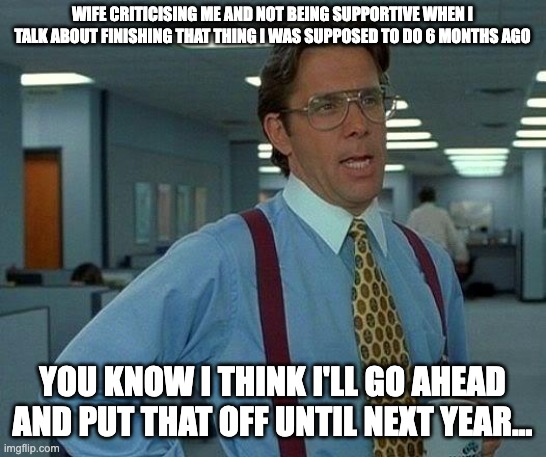 WIFE CRITICISING ME AND NOT BEING SUPPORTIVE WHEN I
TALK ABOUT FINISHING THAT THING I WAS SUPPOSED TO DO 6 MONTHS AGO
YOU KNOW I THINK I'LL GO AHEAD
AND PUT THAT OFF UNTIL NEXT YEAR...
imgflip.com